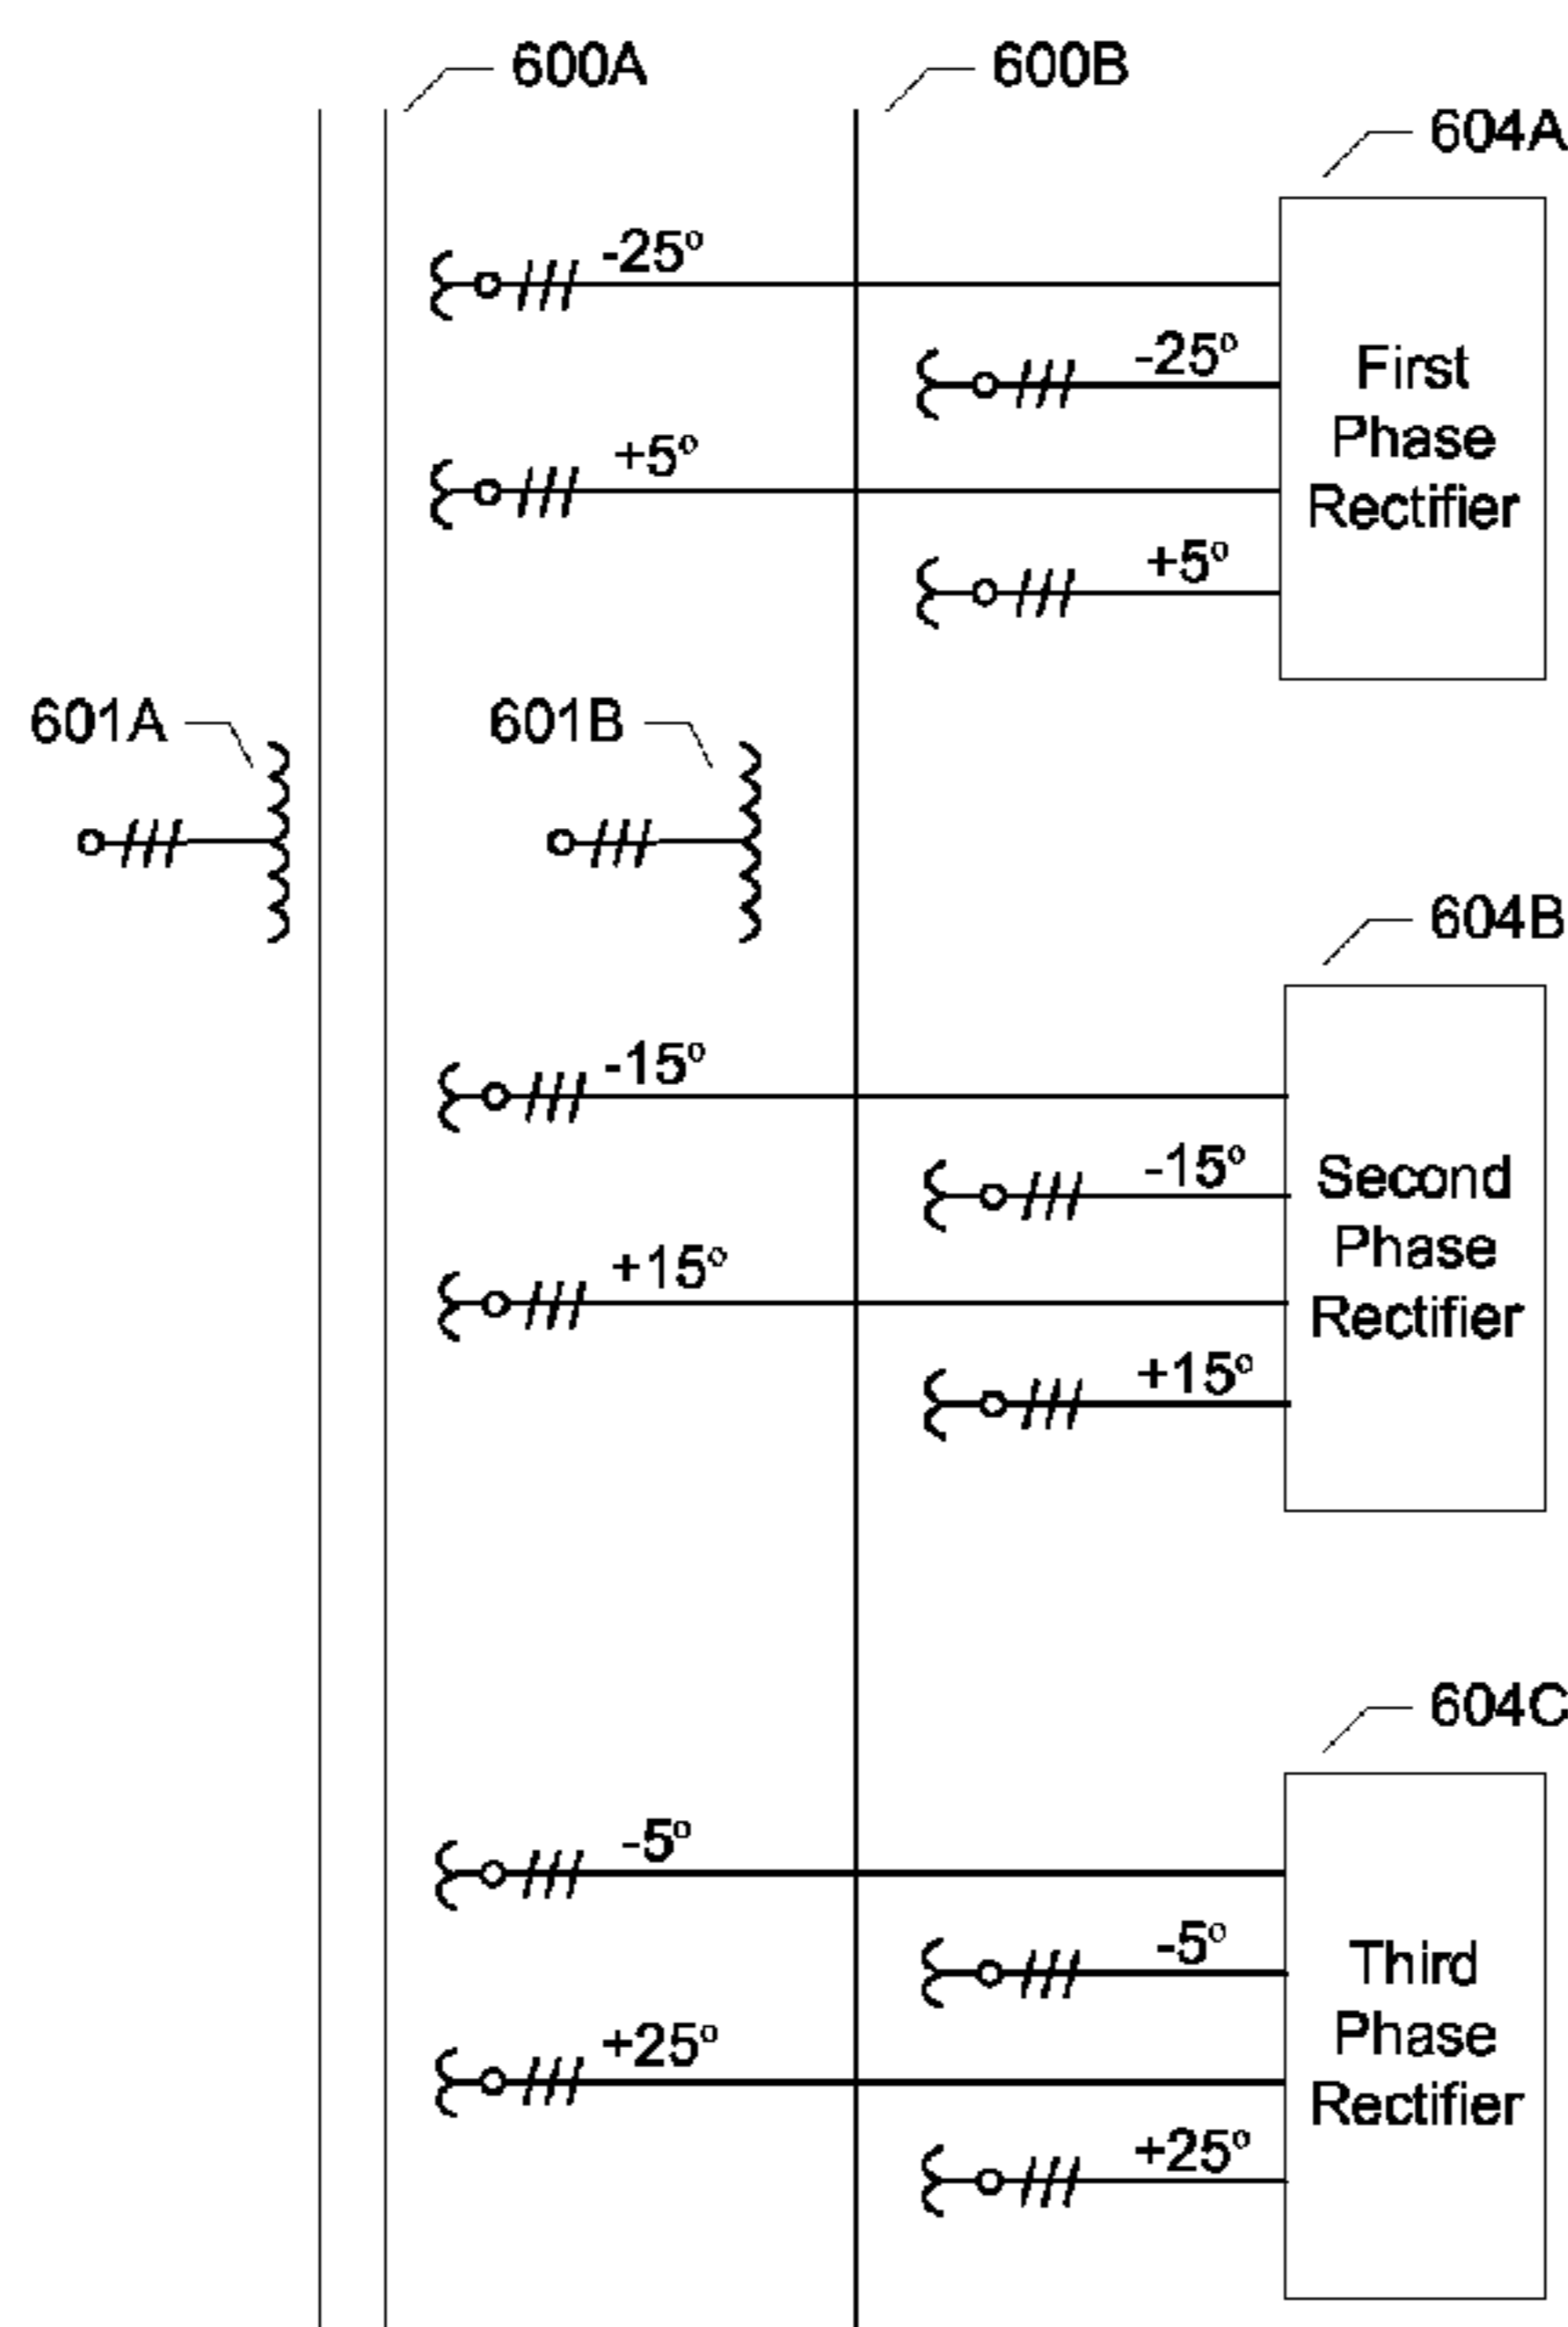 600A
600B
604A
-25°
-25°
+5°
+5°
First
Phase
Rectifier
601A
601B
604B
-15°
-15°
+15°
+15°
Second
Phase
Rectifier
604C
-5°
-5°
+25°
+25°
Third
Phase
Rectifier